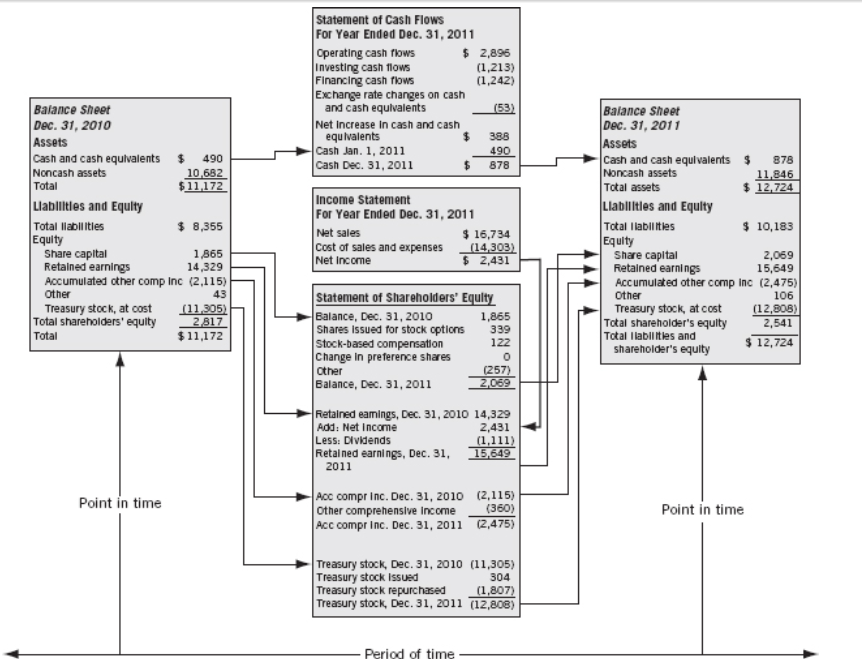 Statement of Cash Flows
For Year Ended Dec. 31, 2011
Operating cash flows $ 2,896
Investing cash flows (1,213)
Financing cash flows (1,242)
Exchange rate changes on cash
and cash equivalents (53)
Net increase in cash and cash
equivalents $ 388
Cash Jan. 1, 2011 490
Cash Dec. 31, 2011 $ 878
Balance Sheet
Dec. 31, 2010
Assets
Cash and cash equivalents $ 490
Noncash assets 10,682
Total $11,172
Liabilities and Equity
Total liabilities $ 8,355
Equity
Share capital 1,865
Retained earnings 14,329
Accumulated other comp inc (2,115)
Other 43
Treasury stock, at cost (11,305)
Total shareholders' equity 2,817
Total $11,172
Income Statement
For Year Ended Dec. 31, 2011
Net sales $ 16,734
Cost of sales and expenses (14,303)
Net income $ 2,431
Statement of Shareholders' Equity
Balance, Dec. 31, 2010 1,865
Shares issued for stock options 339
Stock-based compensation 122
Change in preference shares 0
Other (257)
Balance, Dec. 31, 2011 2,069
Retained earnings, Dec. 31, 2010 14,329
Add: Net income 2,431
Less: Dividends (1,111)
Retained earnings, Dec. 31, 15,649
2011
Acc compr inc. Dec. 31, 2010 (2,115)
Other comprehensive income (360)
Acc compr inc. Dec. 31, 2011 (2,475)
Treasury stock, Dec. 31, 2010 (11,305)
Treasury stock issued 304
Treasury stock repurchased (1,807)
Treasury stock, Dec. 31, 2011 (12,808)
Balance Sheet
Dec. 31, 2011
Assets
Cash and cash equivalents $ 878
Noncash assets 11,846
Total assets $ 12,724
Liabilities and Equity
Total liabilities $ 10,183
Equity
Share capital 2,069
Retained earnings 15,649
Accumulated other comp inc (2,475)
Other 106
Treasury stock, at cost (12,808)
Total shareholder's equity 2,541
Total liabilities and
shareholder's equity $ 12,724
Point in time
Point in time
Period of time